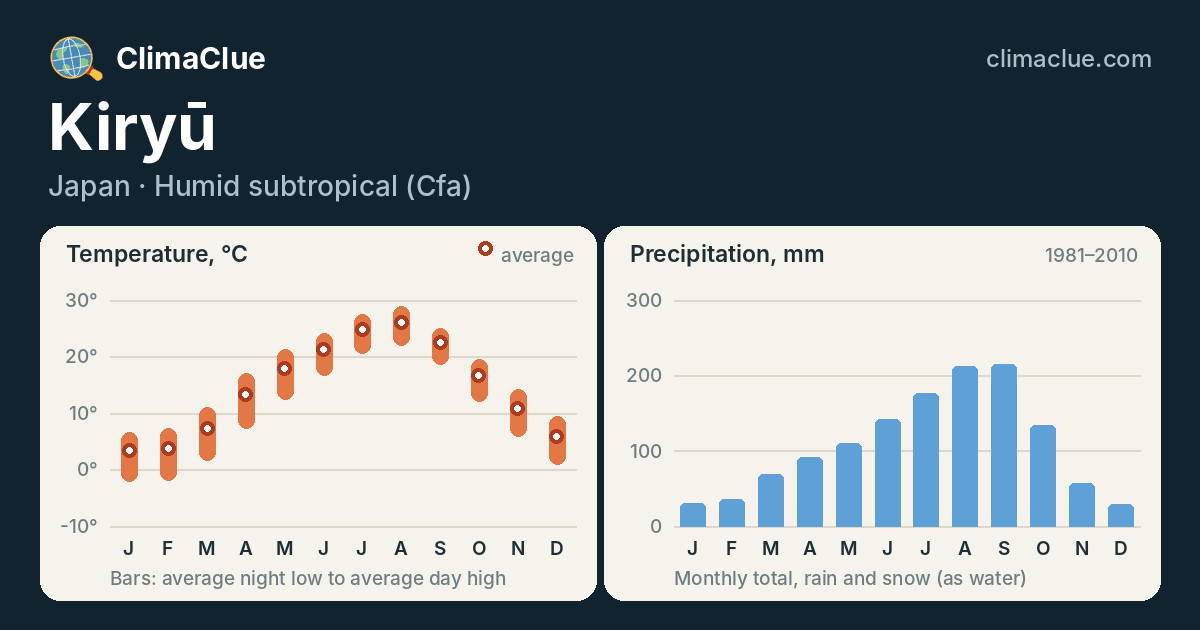 ClimaClue
climaclue.com
Kiryū
Japan · Humid subtropical (Cfa)
Temperature, °C
average
30°
20°
10°
0°
-10°
J F M A M J J A S O N D
Bars: average night low to average day high
Precipitation, mm
1981–2010
300
200
100
0
J F M A M J J A S O N D
Monthly total, rain and snow (as water)